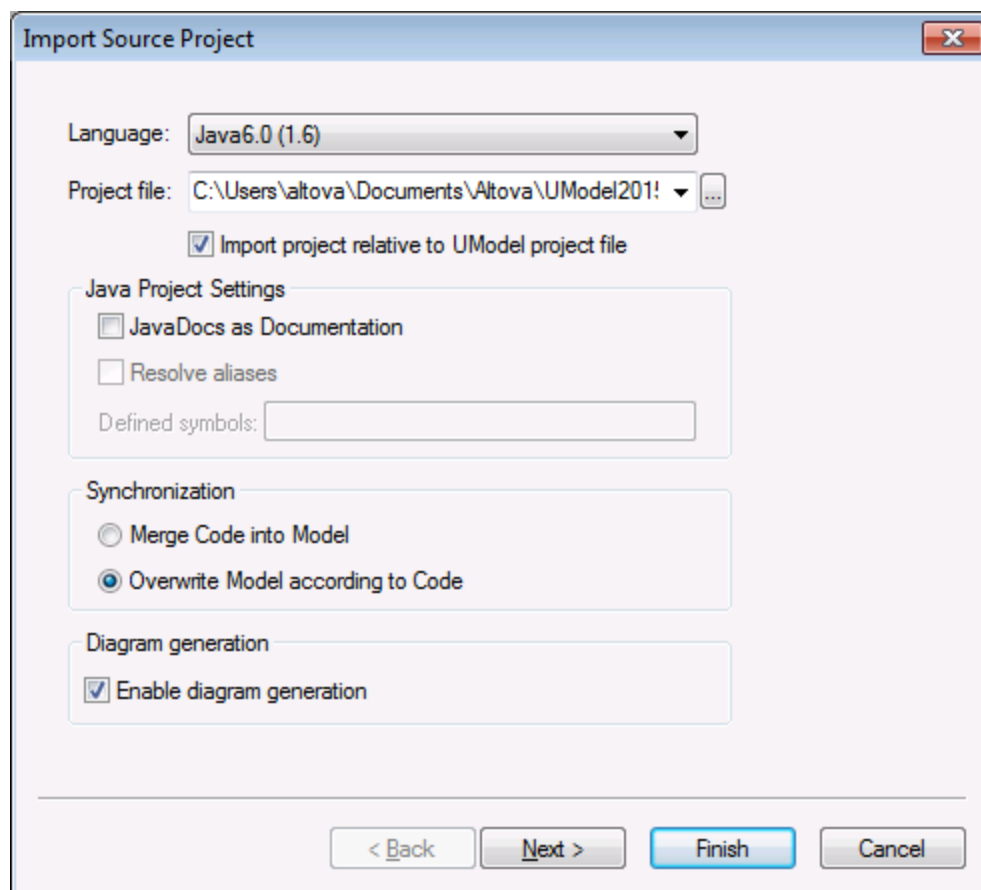 Import Source Project
Language: Java6.0 (1.6)
Project file: C:\Users\altova\Documents\Altova\UModel201 ...
Import project relative to UModel project file
Java Project Settings
JavaDocs as Documentation
Resolve aliases
Defined symbols:
Synchronization
Merge Code into Model
Overwrite Model according to Code
Diagram generation
Enable diagram generation
< Back Next > Finish Cancel